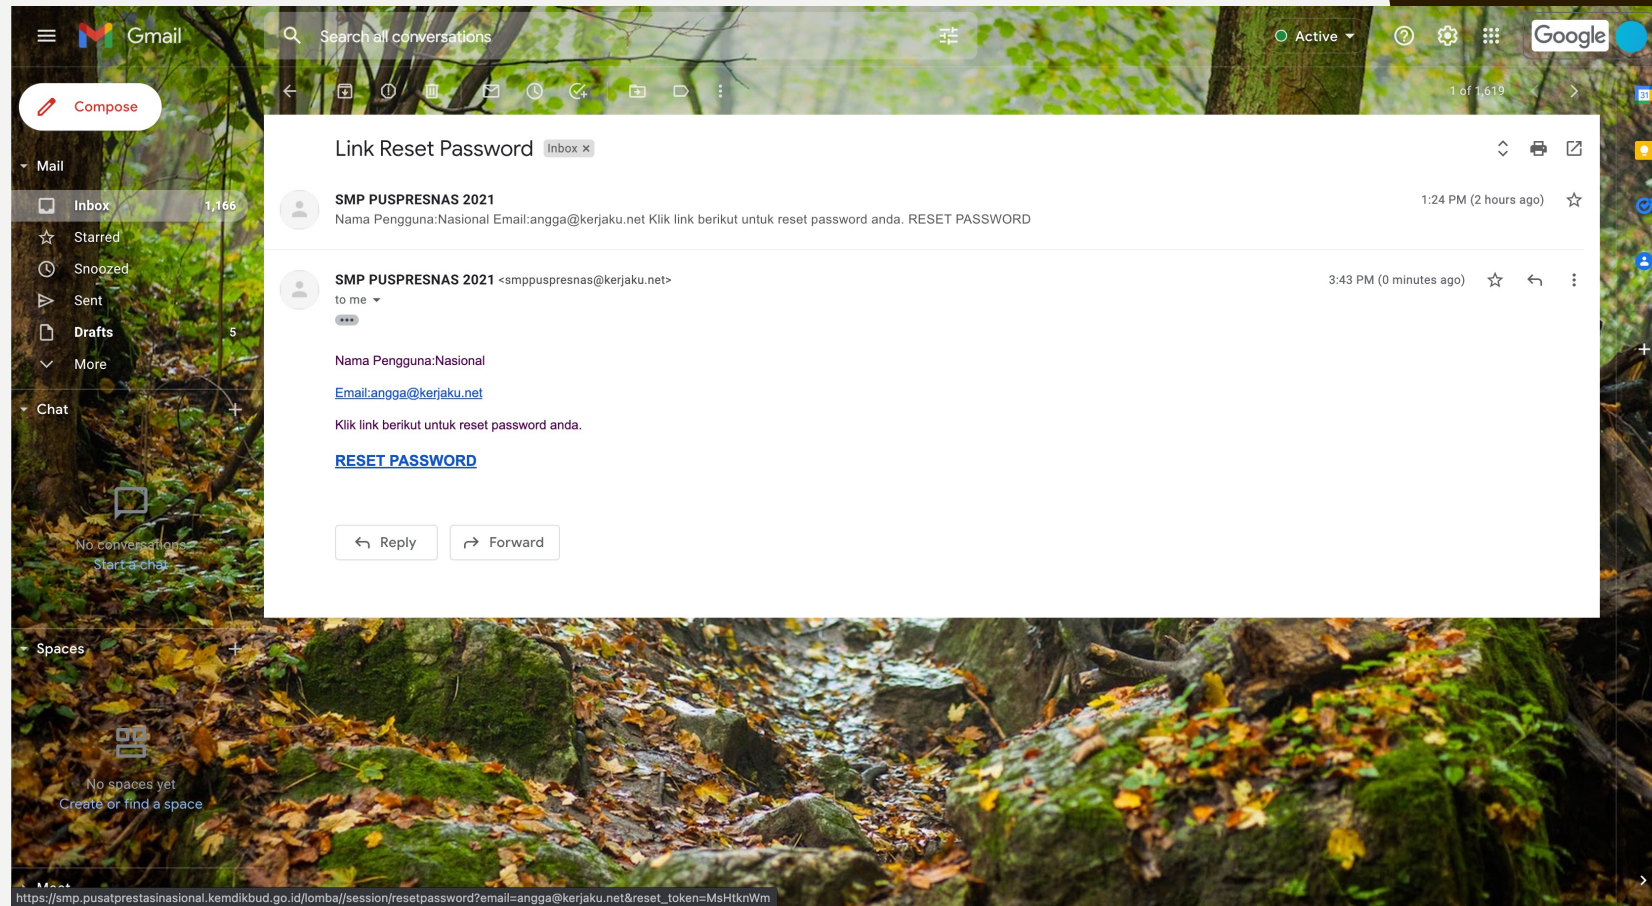 Gmail
Search all conversations
Active
Google
Compose
1 of 1,619
31
Mail
Link Reset Password Inbox ×
Inbox 1,166
SMP PUSPRESNAS 2021 1:24 PM (2 hours ago)
Nama Pengguna:Nasional Email:angga@kerjaku.net Klik link berikut untuk reset password anda. RESET PASSWORD
Starred
Snoozed
SMP PUSPRESNAS 2021 <smppuspresnas@kerjaku.net> 3:43 PM (0 minutes ago)
Sent
to me
Drafts 5
More
Nama Pengguna:Nasional
Email:angga@kerjaku.net
Chat
Klik link berikut untuk reset password anda.
RESET PASSWORD
No conversations
Start a chat
Reply Forward
Spaces
No spaces yet
Create or find a space
Meet
https://smp.pusatprestasinasional.kemdikbud.go.id/lomba//session/resetpassword?email=angga@kerjaku.net&reset_token=MsHtknWm